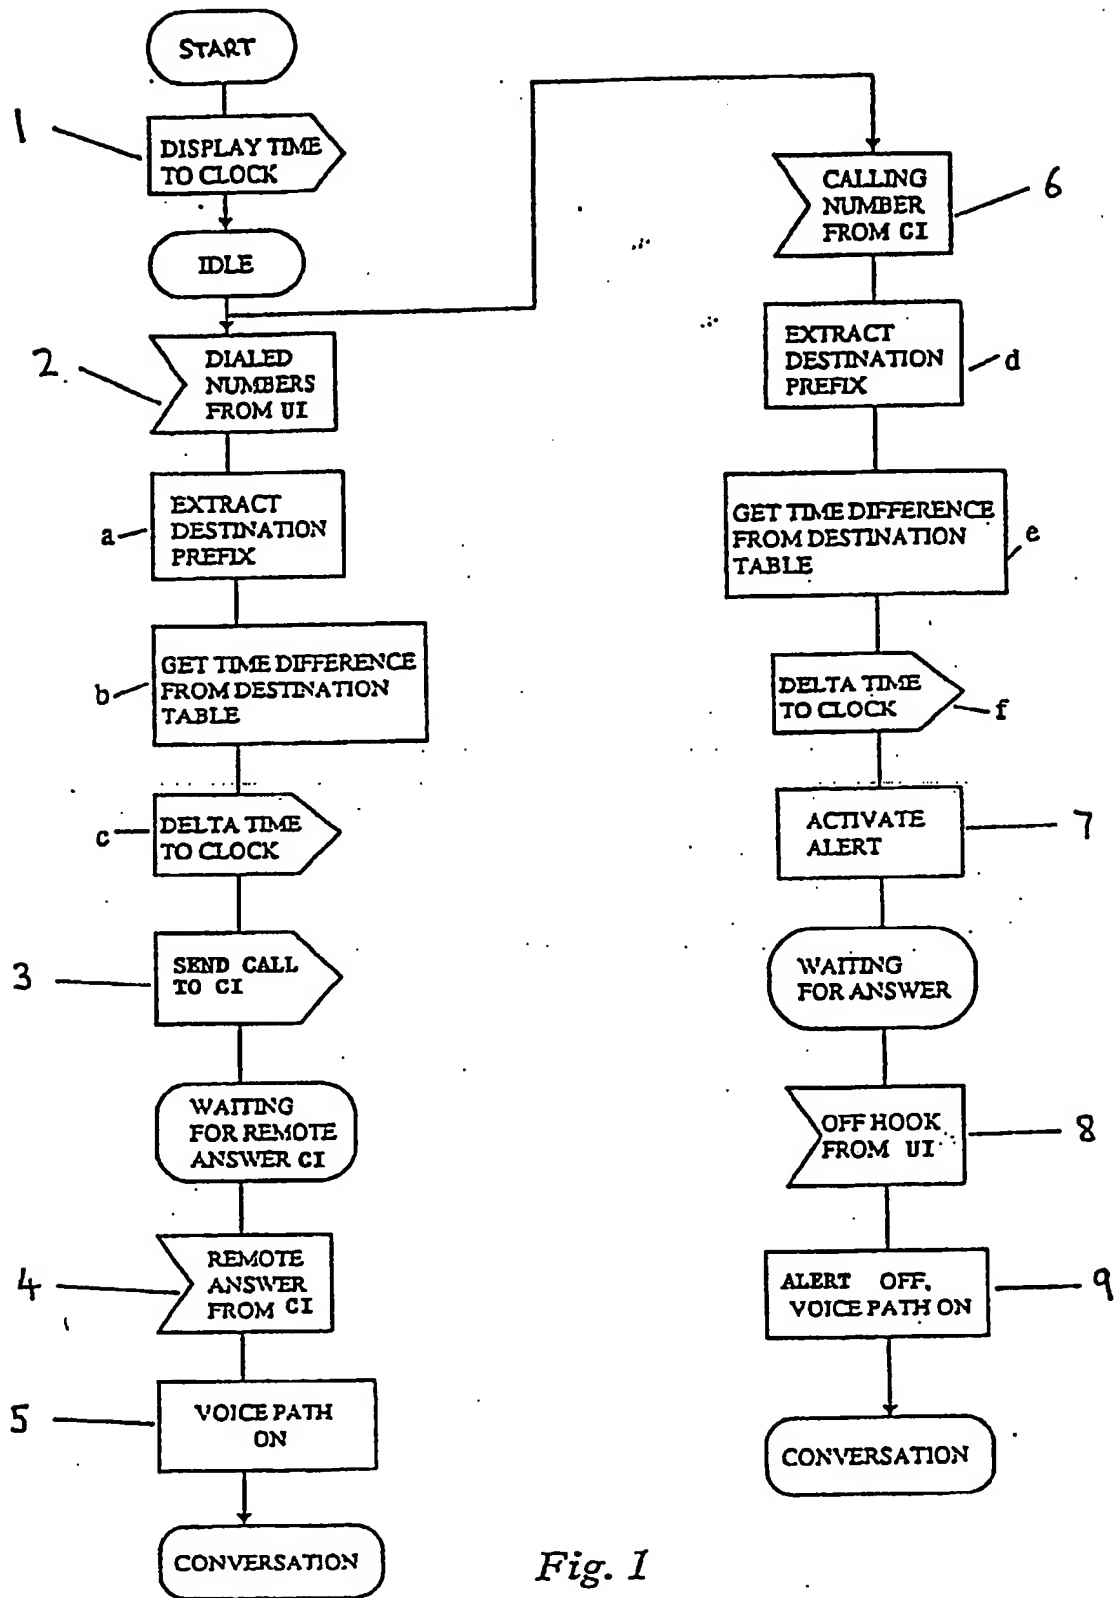 START
1
DISPLAY TIME
TO CLOCK
IDLE
2
DIALED
NUMBERS
FROM UI
a
EXTRACT
DESTINATION
PREFIX
b
GET TIME DIFFERENCE
FROM DESTINATION
TABLE
c
DELTA TIME
TO CLOCK
3
SEND CALL
TO CI
WAITING
FOR REMOTE
ANSWER CI
4
REMOTE
ANSWER
FROM CI
5
VOICE PATH
ON
CONVERSATION
CALLING
NUMBER
FROM CI
6
EXTRACT
DESTINATION
PREFIX
d
GET TIME DIFFERENCE
FROM DESTINATION
TABLE
e
DELTA TIME
TO CLOCK
f
ACTIVATE
ALERT
7
WAITING
FOR ANSWER
OFF HOOK
FROM UI
8
ALERT OFF,
VOICE PATH ON
9
CONVERSATION
Fig. 1